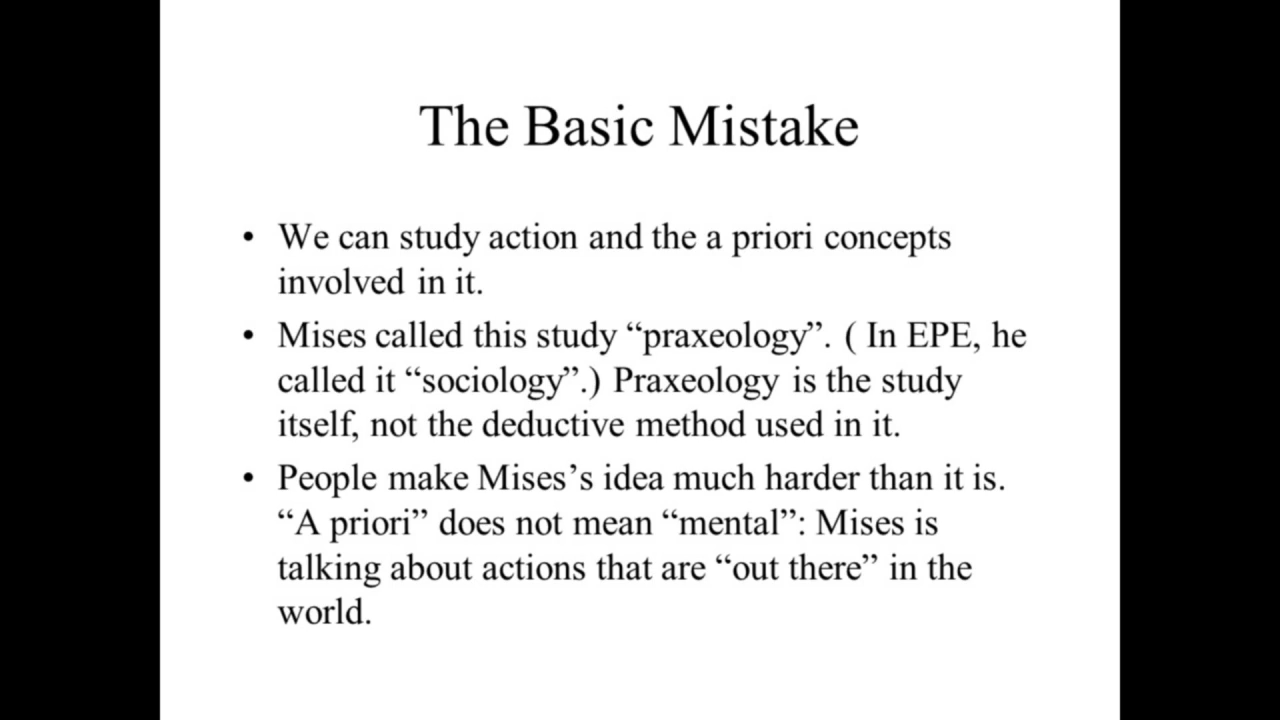 The Basic Mistake
• We can study action and the a priori concepts
involved in it.
• Mises called this study “praxeology”. ( In EPE, he
called it “sociology”.) Praxeology is the study
itself, not the deductive method used in it.
• People make Mises’s idea much harder than it is.
“A priori” does not mean “mental”: Mises is
talking about actions that are “out there” in the
world.